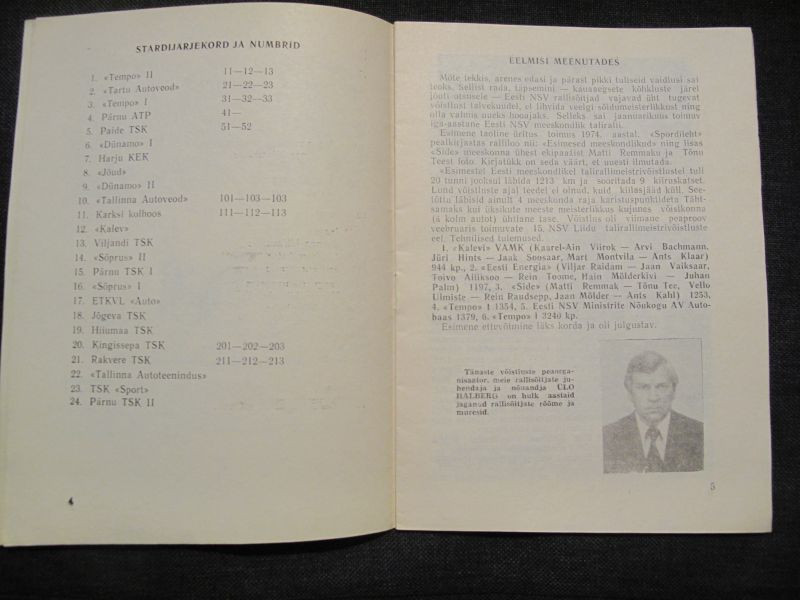 STARDIJÄRJEKORD JA NUMBRID
1. «Tempo» II 11—12—13
2. «Tartu Autoveod» 21—22—23
3. «Tempo» I 31—32—33
4. Pärnu ATP 41—
5. Paide TSK 51—52
6. «Dünamo» I
7. Harju KEK
8. «Jõud»
9. «Dünamo» II
10. «Tallinna Autoveod» 101—103—103
11. Karksi kolhoos 111—112—113
12. «Kalev»
13. Viljandi TSK
14. «Sõprus» II
15. Pärnu TSK I
16. «Sõprus» I
17. ETKVL «Auto»
18. Jõgeva TSK
19. Hiiumaa TSK
20. Kingissepa TSK 201—202—203
21. Rakvere TSK 211—212—213
22. «Tallinna Autoteenindus»
23. TSK «Sport»
24. Pärnu TSK II
4
EELMISI MEENUTADES
Mõte tekkis, arenes edasi ja pärast pikki tuliseid vaidlusi sai
teoks. Sellist rada, täpsemini — kauaaegsete kõhkluste järel
jõuti otsusele — Eesti NSV rallisõitjad vajavad üht tugevat
võistlust talvekuudel, et lihvida veelgi sõidumeisterlikkust ning
olla valmis uueks hooajaks. Selleks sai jaanuarikuus toimuv
iga-aastane Eesti NSV meeskondlik taliralli.
Esimene taoline üritus toimus 1974. aastal. «Spordileht»
pealkirjastas ralliloo nii: «Esimesed meeskondlikud» ning lisas
«Side» meeskonna ühest ekipaažist Matti Remmaku ja Tõnu
Teest foto. Kirjatükk on seda väärt, et uuesti ilmutada.
«Esimestel Eesti meeskondlikel talirallimeistrivõistlustel tuli
20 tunni jooksul läbida 1213 km ja sooritada 9 kiiruskatset.
Lund võistluste ajal teedel ei olnud, kuid kiilasjääd küll. See-
tõttu läbisid ainult 4 meeskonda raja karistuspunktideta Täht-
samaks kui üksikute meeste meisterlikkus kujunes võiskonna
(à kolm autot) ühtlane tase. Võistlus oli viimane peaproov
veebruaris toimuvate 15. NSV Liidu talirallimeistrivõistluste
eel. Tehnilised tulemused.
1. «Kalevi» VAMK (Kaarel-Ain Viirok — Arvi Bachmann,
Jüri Hints — Jaak Soosaar, Mart Montvila — Ants Klaar)
944 kp., 2. «Eesti Energia» (Viljar Raidam — Jaan Vaiksaar,
Toivo Alliksoo — Rein Toome, Hain Mölderkivi — Juhan
Palm) 1197, 3. «Side» (Matti Remmak — Tõnu Tee, Vello
Ulmiste — Rein Raudsepp, Jaan Mölder — Ants Kahl) 1253,
4. «Tempo» I 1354, 5. Eesti NSV Ministrite Nõukogu AV Auto-
baas 1379, 6. «Tempo» I 3240 kp.
Esimene ettevõtmine läks korda ja oli julgustav.
Tänaste võistluste peaorga-
nisaator, meie rallisõitjate ju-
hendaja ja nõuandja ÜLO
HALBERG on hulk aastaid
jaganud rallisõitjate rõõme ja
muresid.
5